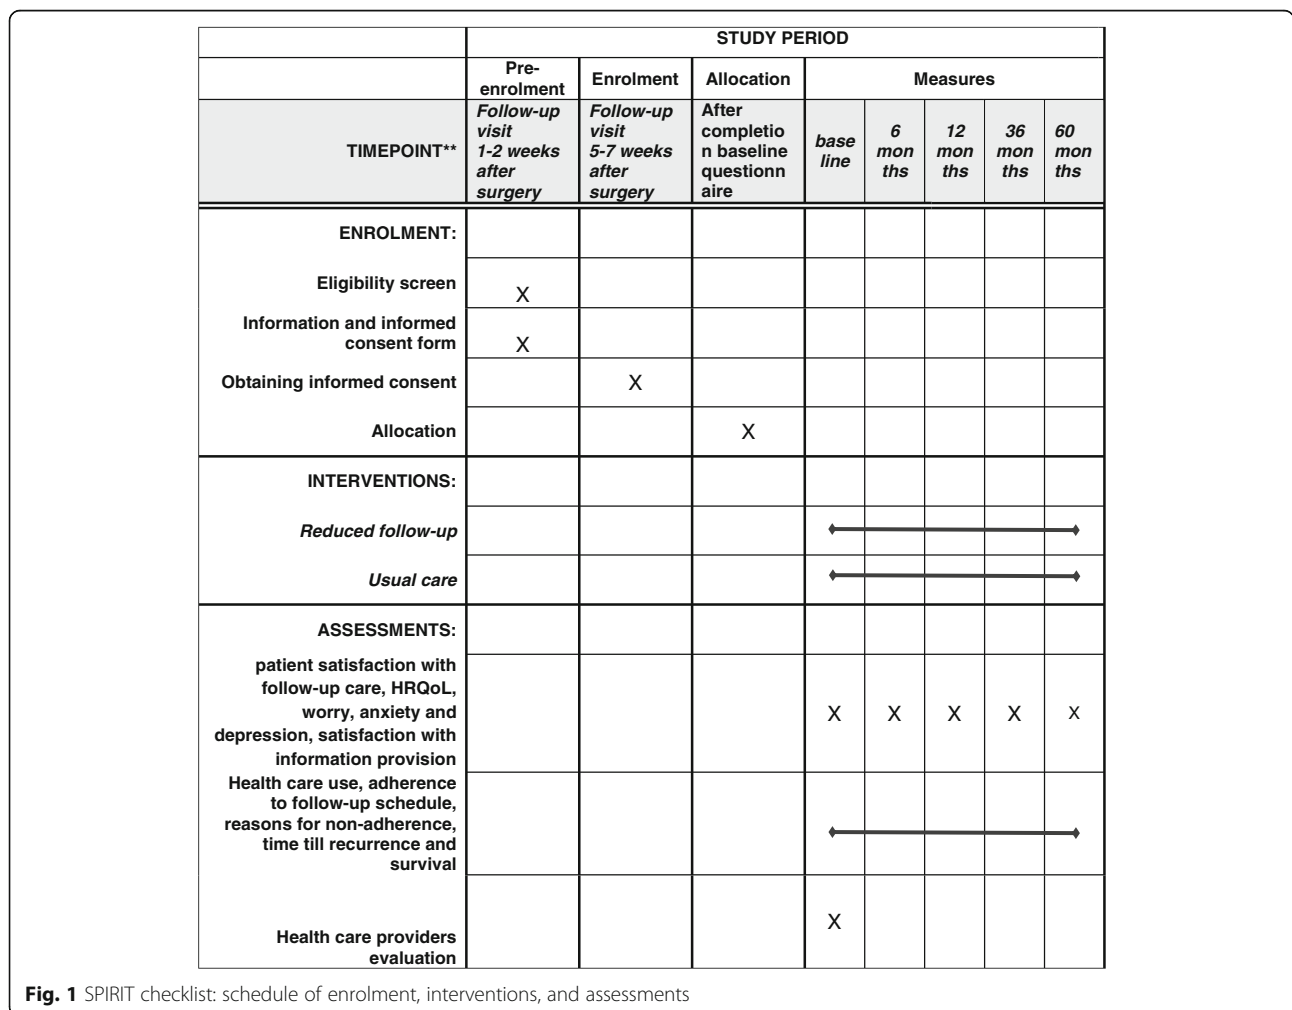 STUDY PERIOD
Pre-
enrolment
Enrolment
Allocation
Measures
TIMEPOINT**
Follow-up
visit
1-2 weeks
after
surgery
Follow-up
visit
5-7 weeks
after
surgery
After
completio
n baseline
questionn
aire
base
line
6
mon
ths
12
mon
ths
36
mon
ths
60
mon
ths
ENROLMENT:
Eligibility screen
X
Information and informed
consent form
X
Obtaining informed consent
X
Allocation
X
INTERVENTIONS:
Reduced follow-up
Usual care
ASSESSMENTS:
patient satisfaction with
follow-up care, HRQoL,
worry, anxiety and
depression, satisfaction with
information provision
X X X X X
Health care use, adherence
to follow-up schedule,
reasons for non-adherence,
time till recurrence and
survival
Health care providers
evaluation
X
Fig. 1 SPIRIT checklist: schedule of enrolment, interventions, and assessments